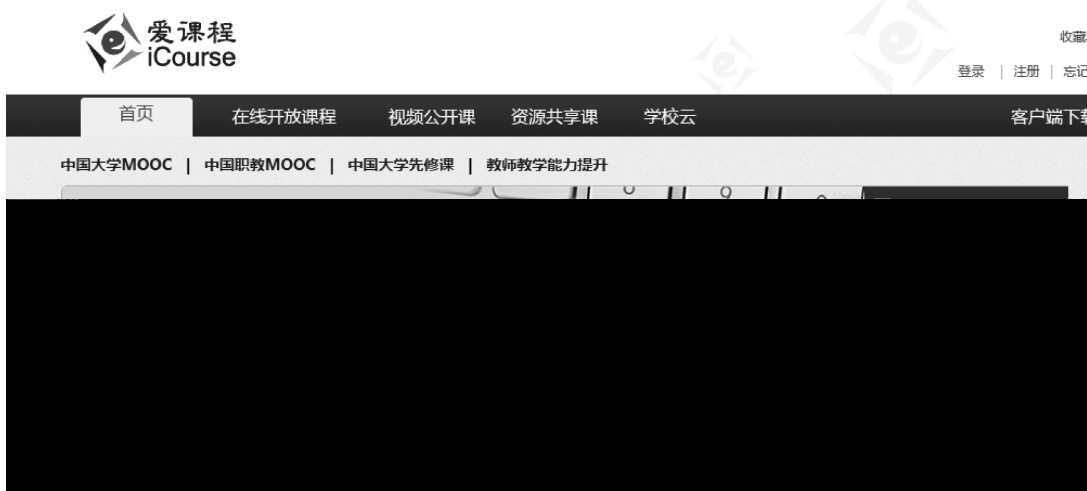 爱课程
iCourse
收藏
登录 | 注册 | 忘记
首页 在线开放课程 视频公开课 资源共享课 学校云 客户端下载
中国大学MOOC | 中国职教MOOC | 中国大学先修课 | 教师教学能力提升